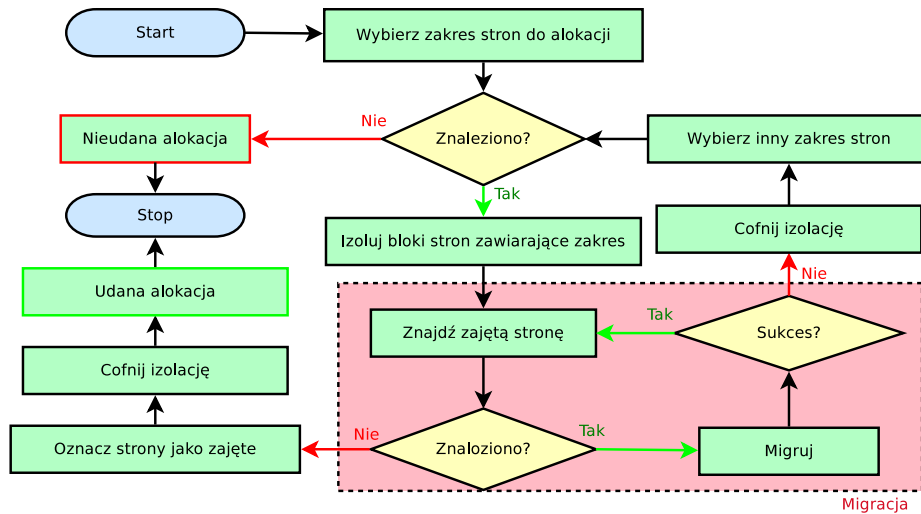 Start
Wybierz zakres stron do alokacji
Nieudana alokacja
Nie
Znaleziono?
Wybierz inny zakres stron
Tak
Stop
Izoluj bloki stron zawiarające zakres
Cofnij izolację
Nie
Udana alokacja
Znajdź zajętą stronę
Tak
Sukces?
Cofnij izolację
Oznacz strony jako zajęte
Nie
Znaloziono?
Tak
Migruj
Migracja